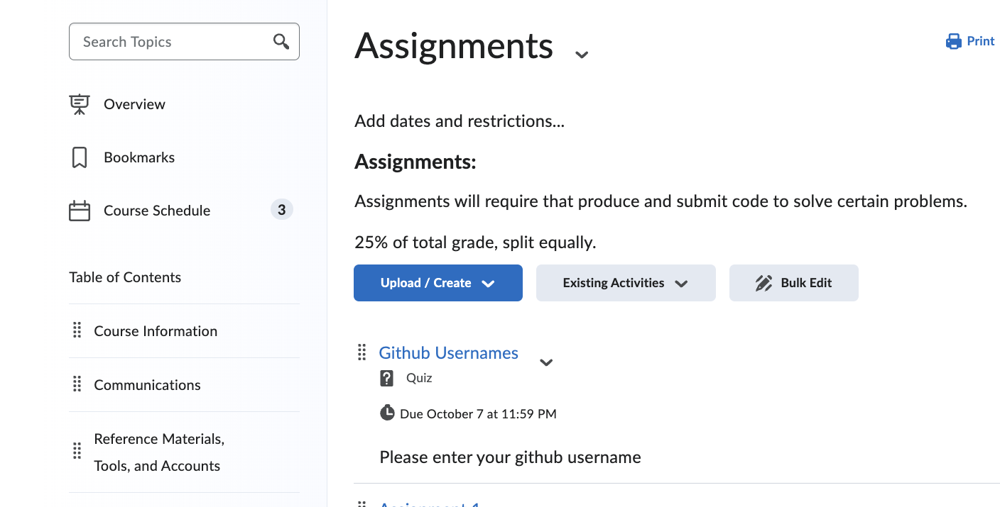 Search Topics
Overview
Bookmarks
Course Schedule
3
Table of Contents
Course Information
Communications
Reference Materials,
Tools, and Accounts
Assignments
Print
Add dates and restrictions...
Assignments:
Assignments will require that produce and submit code to solve certain problems.
25% of total grade, split equally.
Upload / Create
Existing Activities
Bulk Edit
Github Usernames
Quiz
Due October 7 at 11:59 PM
Please enter your github username
Assignment 1